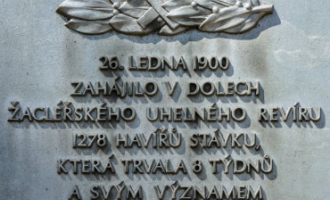 26. LEDNA 1900
ZAHÁJILO V DOLECH
ŽACLÉŘSKÉHO UHELNÉHO REVÍRU
1278 HAVÍŘŮ STÁVKU,
KTERÁ TRVALA 8 TÝDNŮ
A SVÝM VÝZNAMEM